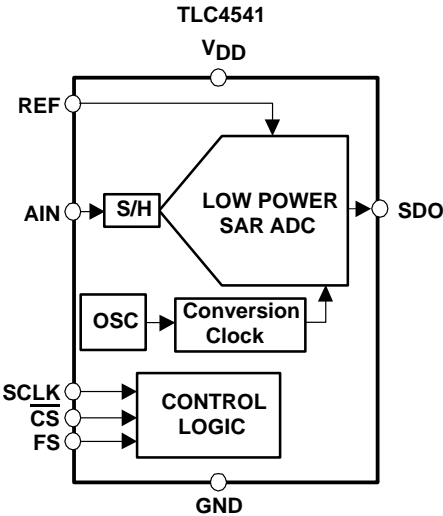 TLC4541
VDD
REF
AIN
S/H
LOW POWER
SAR ADC
SDO
OSC
Conversion
Clock
SCLK
CS
FS
CONTROL
LOGIC
GND